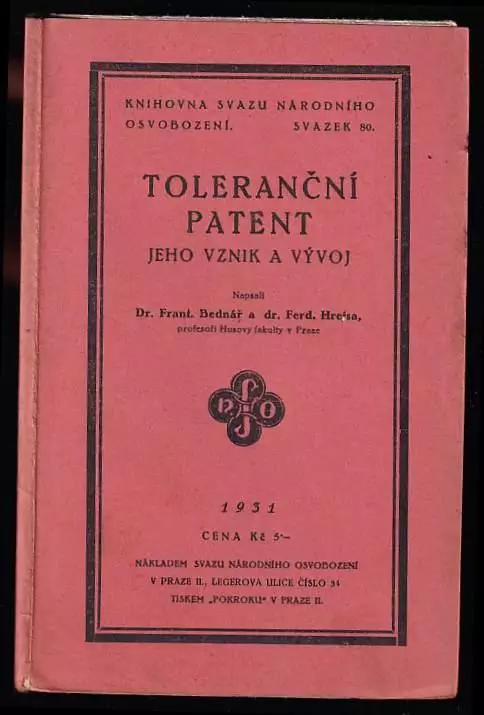 KNIHOVNA SVAZU NÁRODNÍHO
OSVOBOZENÍ. SVAZEK 80.
TOLERANČNÍ
PATENT
JEHO VZNIK A VÝVOJ
Napsali
Dr. Frant. Bednář a dr. Ferd. Hrejsa,
profesoři Husovy fakulty v Praze
S
N. O
J
1931
CENA Kč 5·–
NÁKLADEM SVAZU NÁRODNÍHO OSVOBOZENÍ
V PRAZE II., LEGEROVA ULICE ČÍSLO 34
TISKEM „POKROKU“ V PRAZE II.